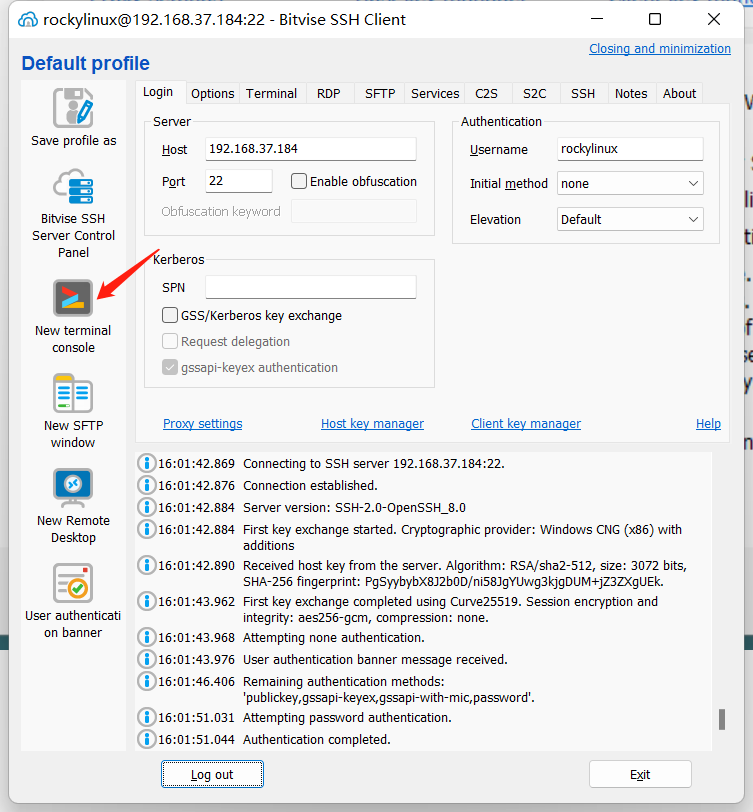 rockylinux@192.168.37.184:22 - Bitvise SSH Client
Default profile
Closing and minimization
Save profile as
Bitvise SSH
Server Control
Panel
New terminal
console
New SFTP
window
New Remote
Desktop
User authenticati
on banner
Login Options Terminal RDP SFTP Services C2S S2C SSH Notes About
Server
Host 192.168.37.184
Port 22 Enable obfuscation
Obfuscation keyword
Authentication
Username rockylinux
Initial method none
Elevation Default
Kerberos
SPN
GSS/Kerberos key exchange
Request delegation
gssapi-keyex authentication
Proxy settings Host key manager Client key manager Help
16:01:42.869 Connecting to SSH server 192.168.37.184:22.
16:01:42.876 Connection established.
16:01:42.884 Server version: SSH-2.0-OpenSSH_8.0
16:01:42.884 First key exchange started. Cryptographic provider: Windows CNG (x86) with
additions
16:01:42.890 Received host key from the server. Algorithm: RSA/sha2-512, size: 3072 bits,
SHA-256 fingerprint: PgSyybybX8J2b0D/ni58JgYUwg3kjgDUM+jZ3ZXgUEk.
16:01:43.962 First key exchange completed using Curve25519. Session encryption and
integrity: aes256-gcm, compression: none.
16:01:43.968 Attempting none authentication.
16:01:43.976 User authentication banner message received.
16:01:46.406 Remaining authentication methods:
'publickey,gssapi-keyex,gssapi-with-mic,password'.
16:01:51.031 Attempting password authentication.
16:01:51.044 Authentication completed.
Log out Exit